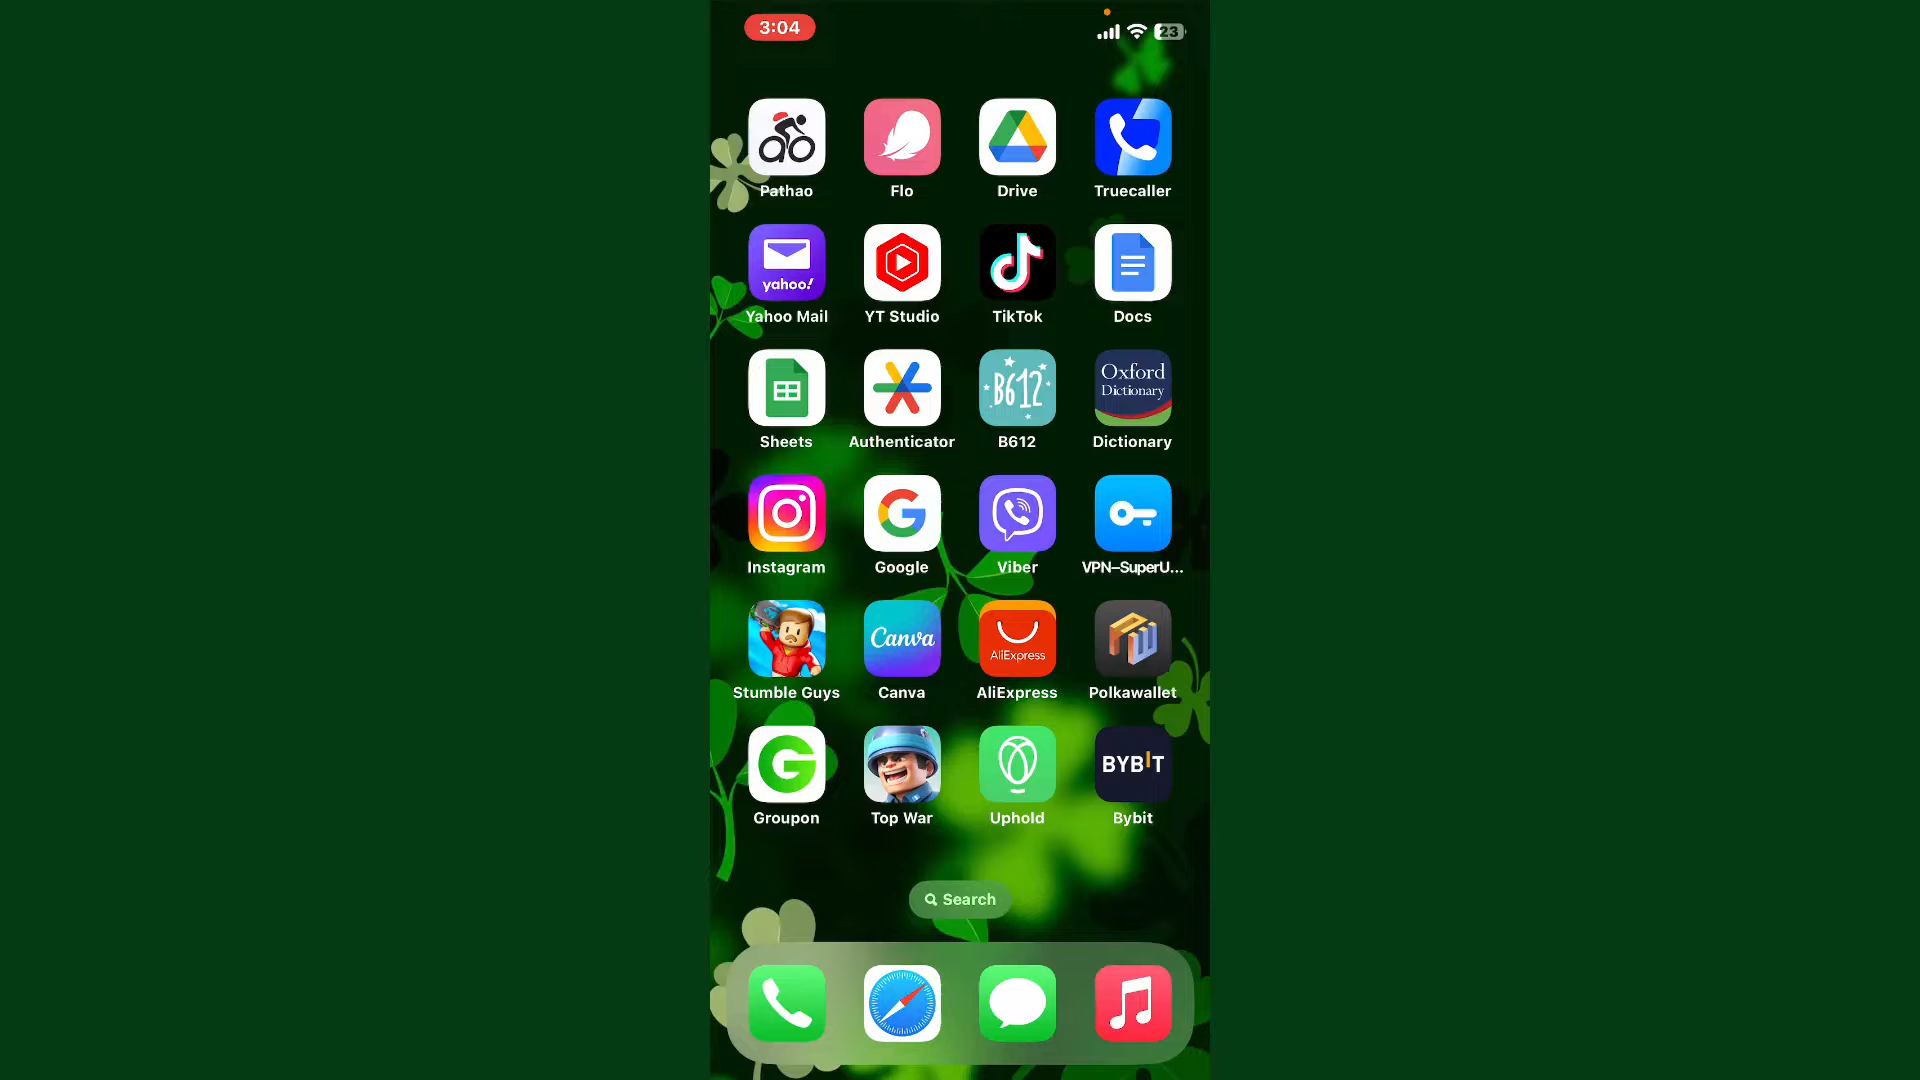 3:04
23
Pathao
Flo
Drive
Truecaller
yahoo!
Yahoo Mail
YT Studio
TikTok
Docs
B612
Oxford
Dictionary
Sheets
Authenticator
B612
Dictionary
Instagram
Google
Viber
VPN–SuperU...
Canva
AliExpress
Stumble Guys
Canva
AliExpress
Polkawallet
BYBIT
Groupon
Top War
Uphold
Bybit
Search